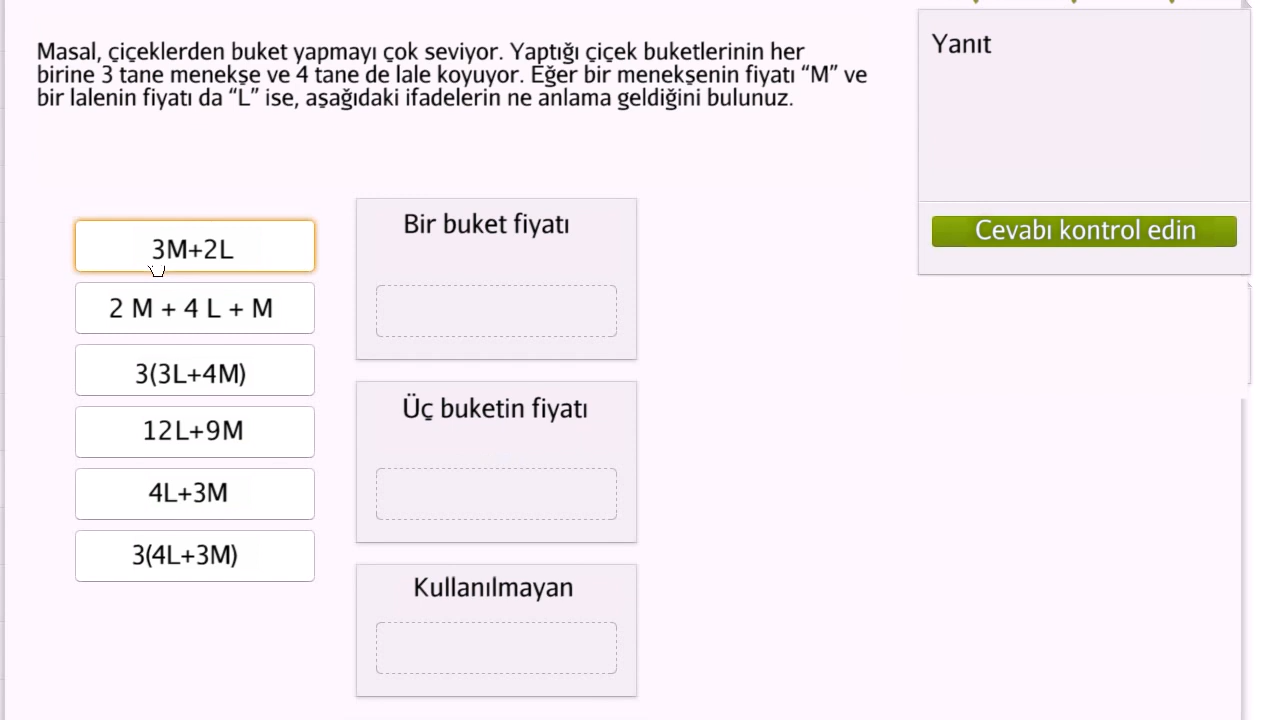 Masal, çiçeklerden buket yapmayı çok seviyor. Yaptığı çiçek buketlerinin her
birine 3 tane menekşe ve 4 tane de lale koyuyor. Eğer bir menekşenin fiyatı “M” ve
bir lalenin fiyatı da “L” ise, aşağıdaki ifadelerin ne anlama geldiğini bulunuz.
Yanıt
Cevabı kontrol edin
3M+2L
2 M + 4 L + M
3(3L+4M)
12L+9M
4L+3M
3(4L+3M)
Bir buket fiyatı
Üç buketin fiyatı
Kullanılmayan